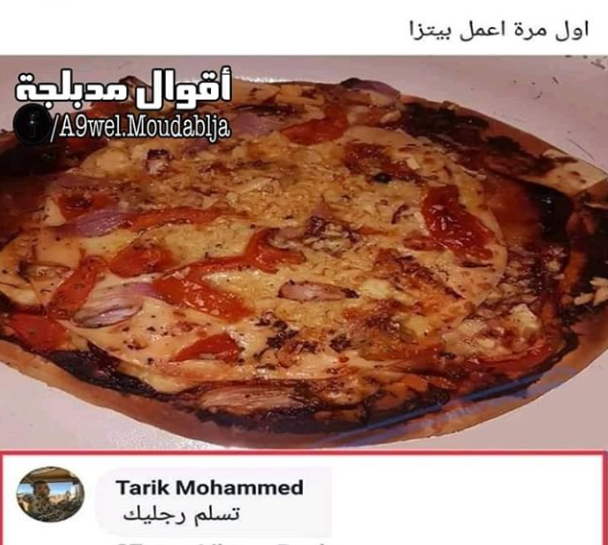 اول مرة اعمل بيتزا
أقوال مدبلجة
f/A9wel.Moudablja
Tarik Mohammed
تسلم رجليك